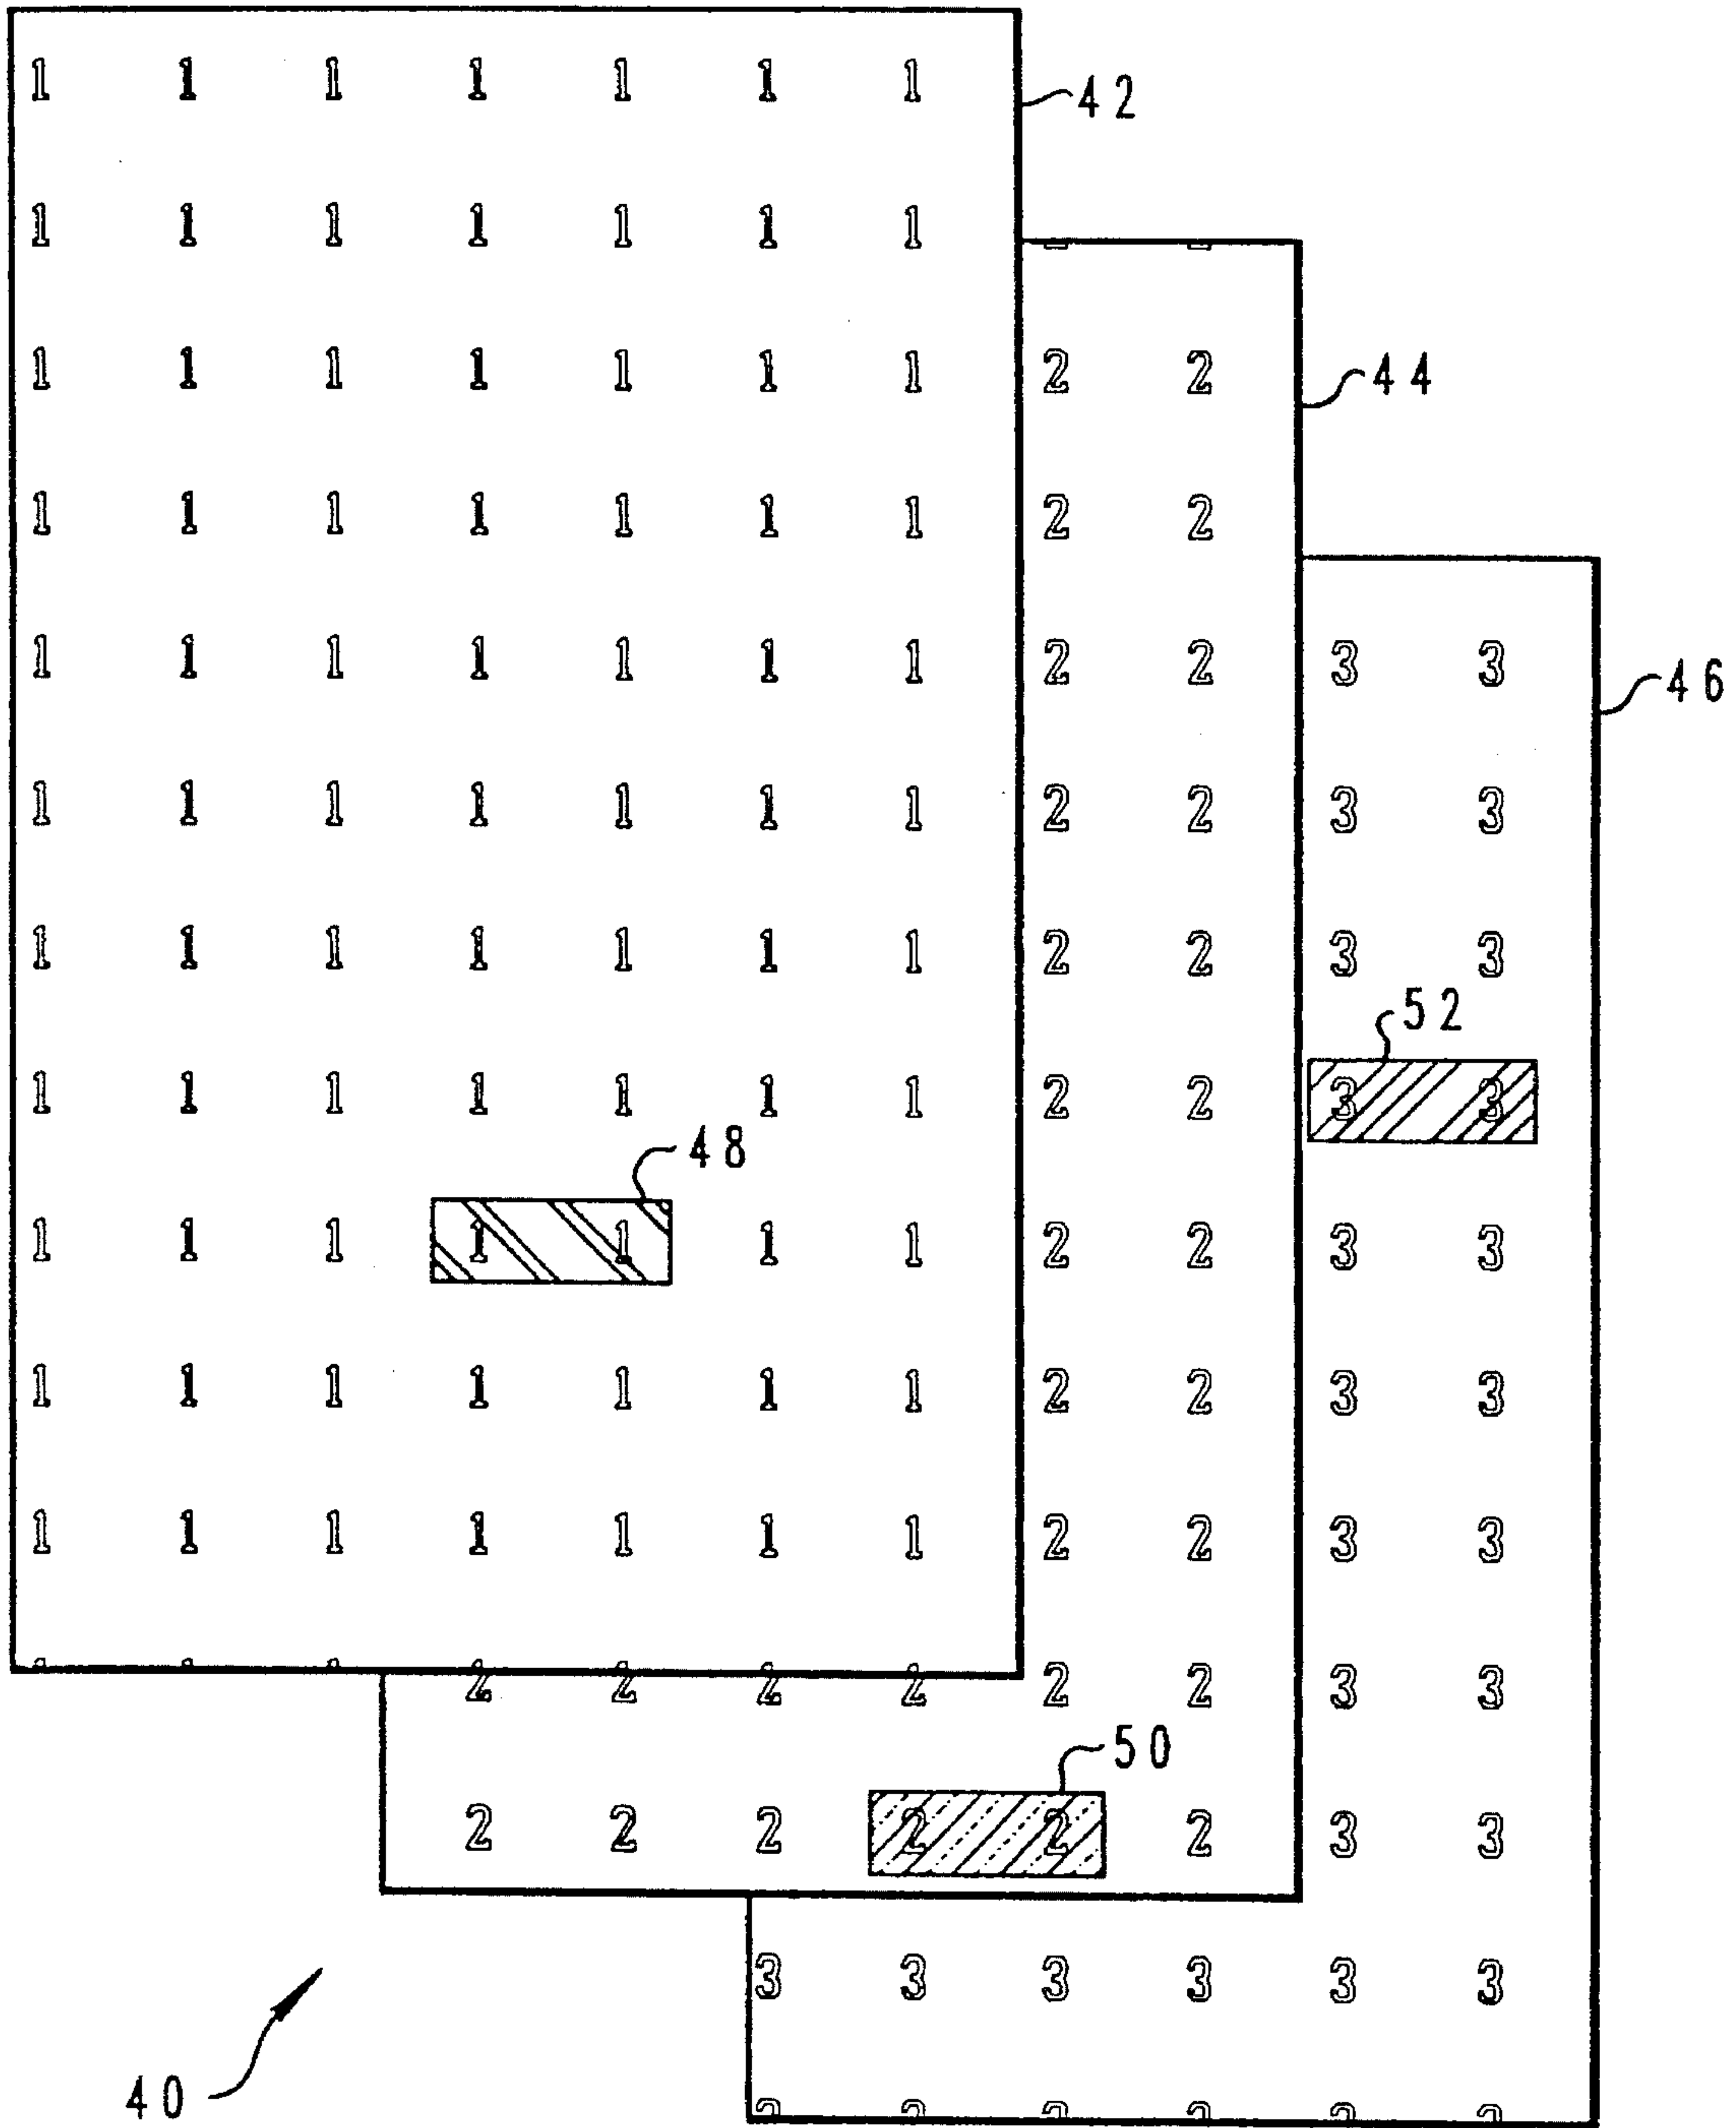 1 1 1 1 1 1 1 42
1 1 1 1 1 1 1
1 1 1 1 1 1 1 2 2 44
1 1 1 1 1 1 1 2 2
1 1 1 1 1 1 1 2 2 3 3 46
1 1 1 1 1 1 1 2 2 3 3
1 1 1 1 1 1 1 2 2 3 3
52
1 1 1 1 1 1 1 2 2 3 3
48
1 1 1 1 1 1 1 2 2 3 3
1 1 1 1 1 1 1 2 2 3 3
1 1 1 1 1 1 1 2 2 3 3
2 2 2 2 2 2 3 3
50
2 2 2 2 2 2 3 3
3 3 3 3 3 3
40